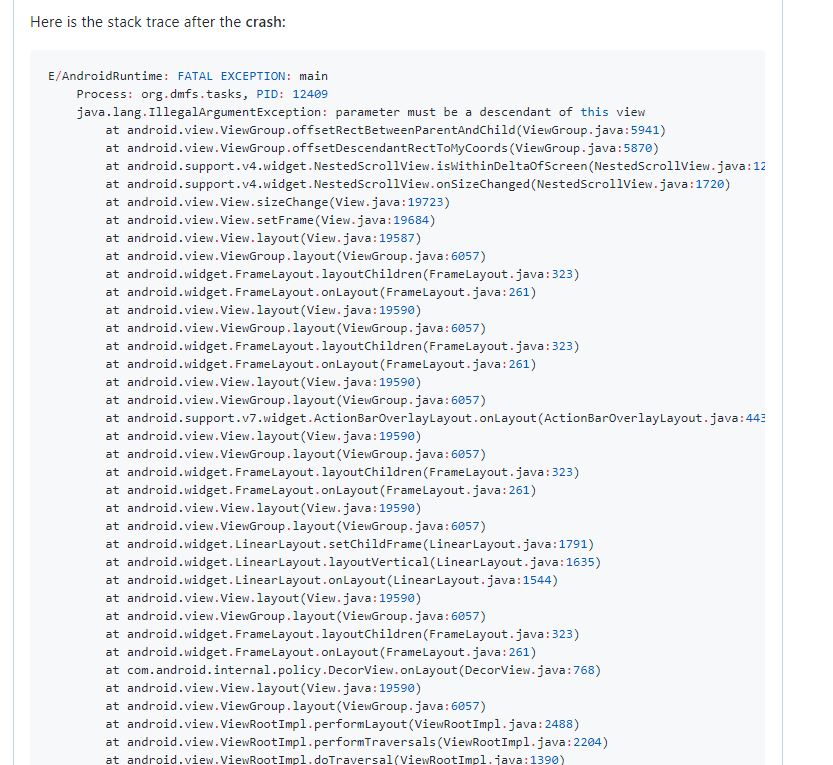 Here is the stack trace after the crash:
E/AndroidRuntime: FATAL EXCEPTION: main
Process: org.dmfs.tasks, PID: 12409
java.lang.IllegalArgumentException: parameter must be a descendant of this view
at android.view.ViewGroup.offsetRectBetweenParentAndChild(ViewGroup.java:5941)
at android.view.ViewGroup.offsetDescendantRectToMyCoords(ViewGroup.java:5870)
at android.support.v4.widget.NestedScrollView.isWithinDeltaOfScreen(NestedScrollView.java:12
at android.support.v4.widget.NestedScrollView.onSizeChanged(NestedScrollView.java:1720)
at android.view.View.sizeChange(View.java:19723)
at android.view.View.setFrame(View.java:19684)
at android.view.View.layout(View.java:19587)
at android.view.ViewGroup.layout(ViewGroup.java:6057)
at android.widget.FrameLayout.layoutChildren(FrameLayout.java:323)
at android.widget.FrameLayout.onLayout(FrameLayout.java:261)
at android.view.View.layout(View.java:19590)
at android.view.ViewGroup.layout(ViewGroup.java:6057)
at android.widget.FrameLayout.layoutChildren(FrameLayout.java:323)
at android.widget.FrameLayout.onLayout(FrameLayout.java:261)
at android.view.View.layout(View.java:19590)
at android.view.ViewGroup.layout(ViewGroup.java:6057)
at android.support.v7.widget.ActionBarOverlayLayout.onLayout(ActionBarOverlayLayout.java:443
at android.view.View.layout(View.java:19590)
at android.view.ViewGroup.layout(ViewGroup.java:6057)
at android.widget.FrameLayout.layoutChildren(FrameLayout.java:323)
at android.widget.FrameLayout.onLayout(FrameLayout.java:261)
at android.view.View.layout(View.java:19590)
at android.view.ViewGroup.layout(ViewGroup.java:6057)
at android.widget.LinearLayout.setChildFrame(LinearLayout.java:1791)
at android.widget.LinearLayout.layoutVertical(LinearLayout.java:1635)
at android.widget.LinearLayout.onLayout(LinearLayout.java:1544)
at android.view.View.layout(View.java:19590)
at android.view.ViewGroup.layout(ViewGroup.java:6057)
at android.widget.FrameLayout.layoutChildren(FrameLayout.java:323)
at android.widget.FrameLayout.onLayout(FrameLayout.java:261)
at com.android.internal.policy.DecorView.onLayout(DecorView.java:768)
at android.view.View.layout(View.java:19590)
at android.view.ViewGroup.layout(ViewGroup.java:6057)
at android.view.ViewRootImpl.performLayout(ViewRootImpl.java:2488)
at android.view.ViewRootImpl.performTraversals(ViewRootImpl.java:2204)
at android.view.ViewRootImpl.doTraversal(ViewRootImpl.java:1390)